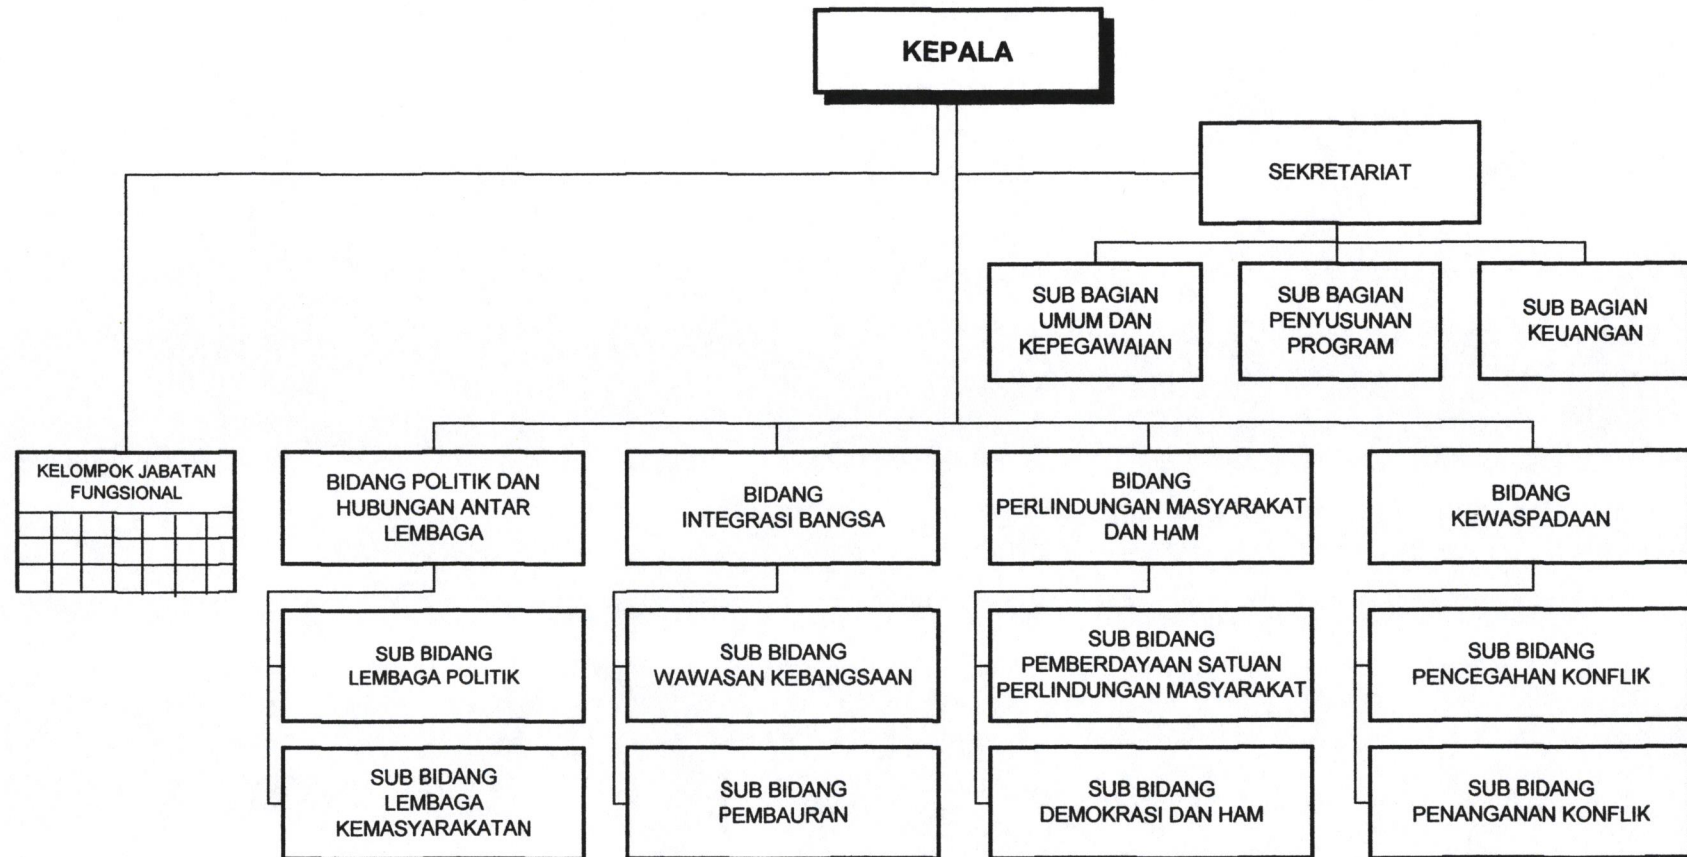 KEPALA
SEKRETARIAT
SUB BAGIAN
UMUM DAN
KEPEGAWAIAN
SUB BAGIAN
PENYUSUNAN
PROGRAM
SUB BAGIAN
KEUANGAN
KELOMPOK JABATAN
FUNGSIONAL
BIDANG POLITIK DAN
HUBUNGAN ANTAR
LEMBAGA
BIDANG
INTEGRASI BANGSA
BIDANG
PERLINDUNGAN MASYARAKAT
DAN HAM
BIDANG
KEWASPADAAN
SUB BIDANG
LEMBAGA POLITIK
SUB BIDANG
WAWASAN KEBANGSAAN
SUB BIDANG
PEMBERDAYAAN SATUAN
PERLINDUNGAN MASYARAKAT
SUB BIDANG
PENCEGAHAN KONFLIK
SUB BIDANG
LEMBAGA
KEMASYARAKATAN
SUB BIDANG
PEMBAURAN
SUB BIDANG
DEMOKRASI DAN HAM
SUB BIDANG
PENANGANAN KONFLIK